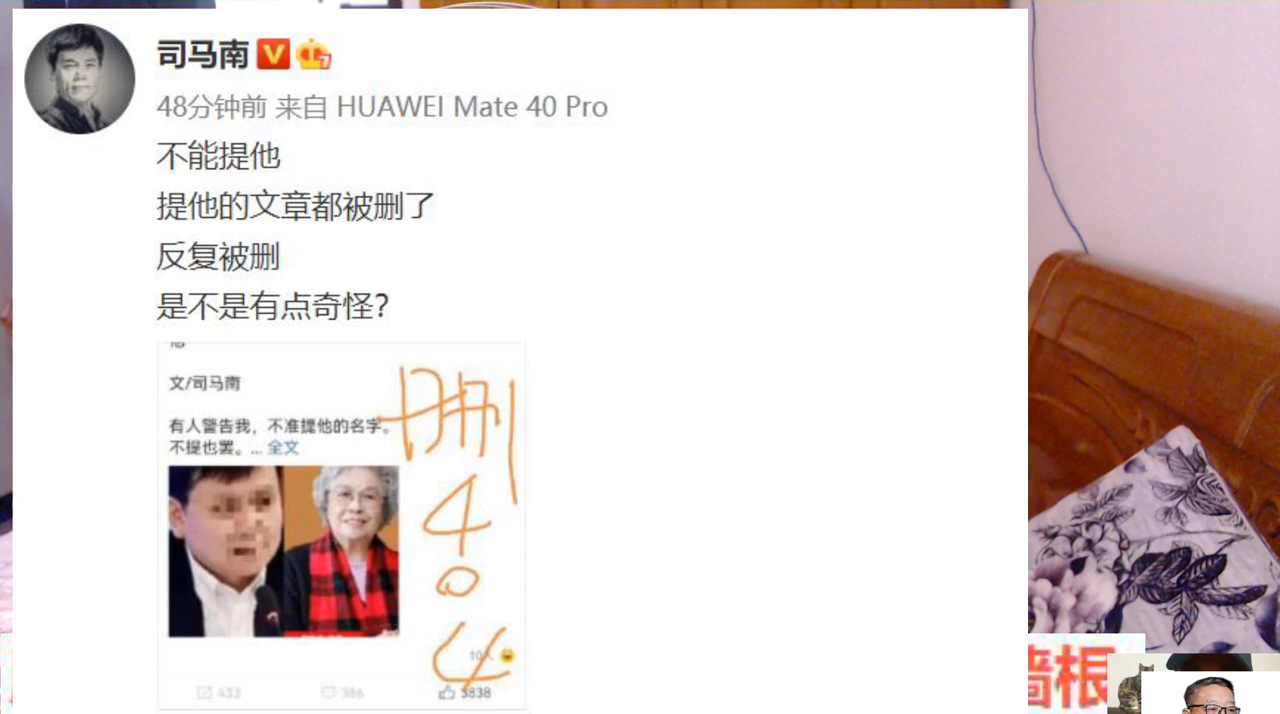 司马南
48分钟前 来自 HUAWEI Mate 40 Pro
不能提他
提他的文章都被删了
反复被删
是不是有点奇怪?
文/司马南
有人警告我,不准提他的名字。
不提也罢。... 全文
删
40
433
386
3838
墙根